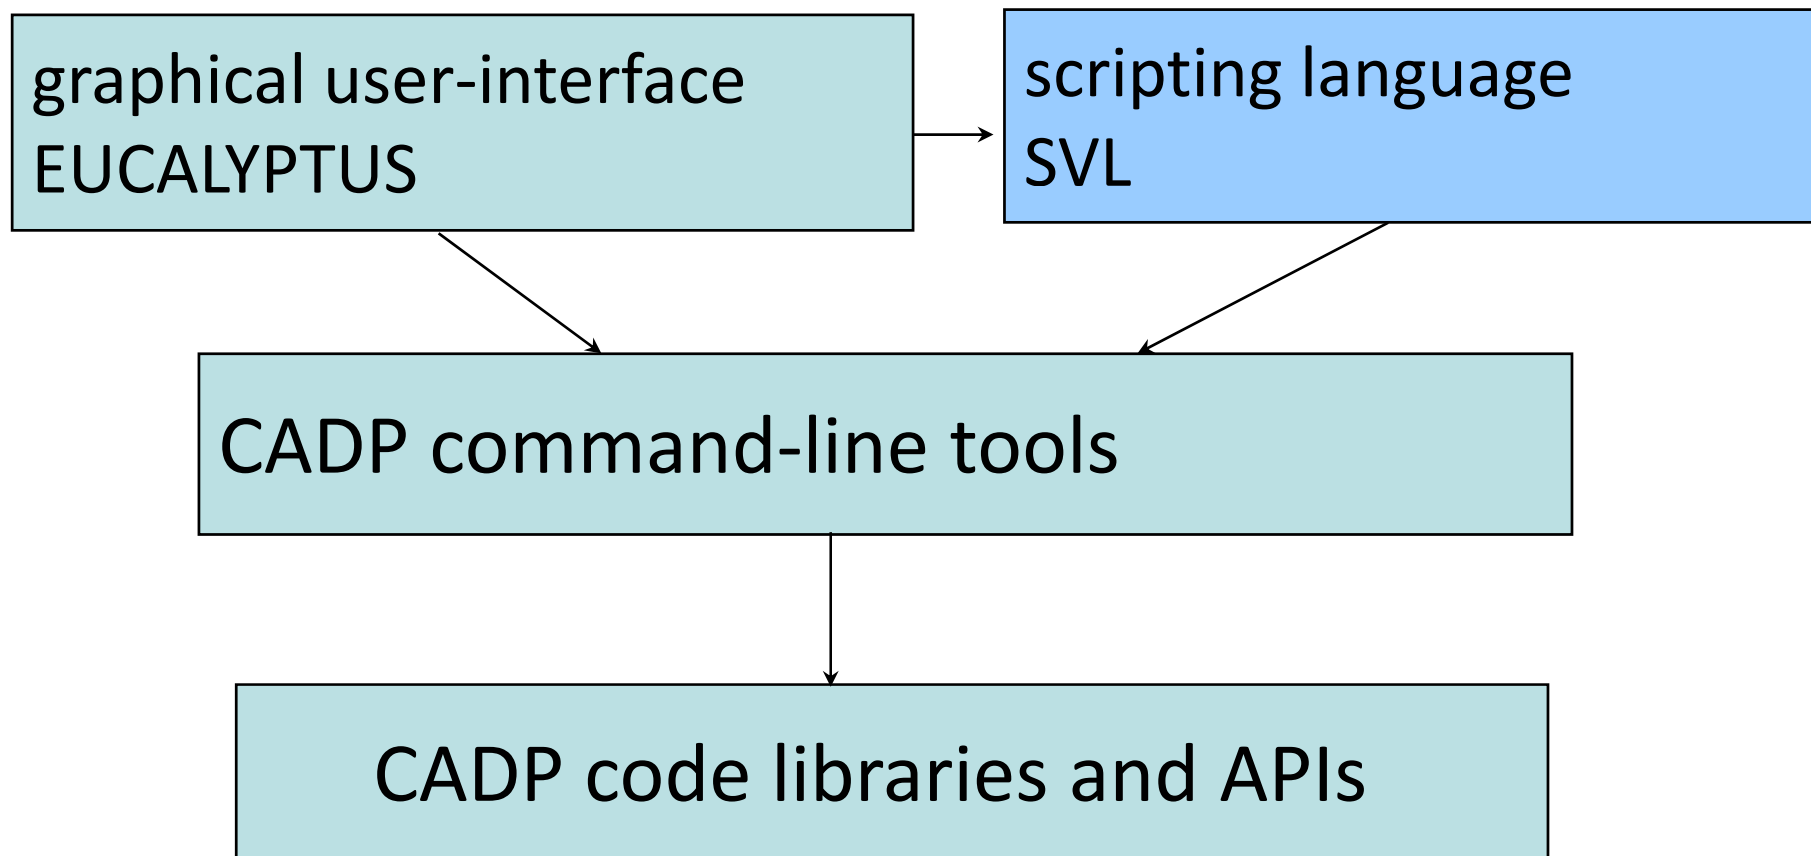 graphical user-interface
EUCALYPTUS
scripting language
SVL
CADP command-line tools
CADP code libraries and APIs